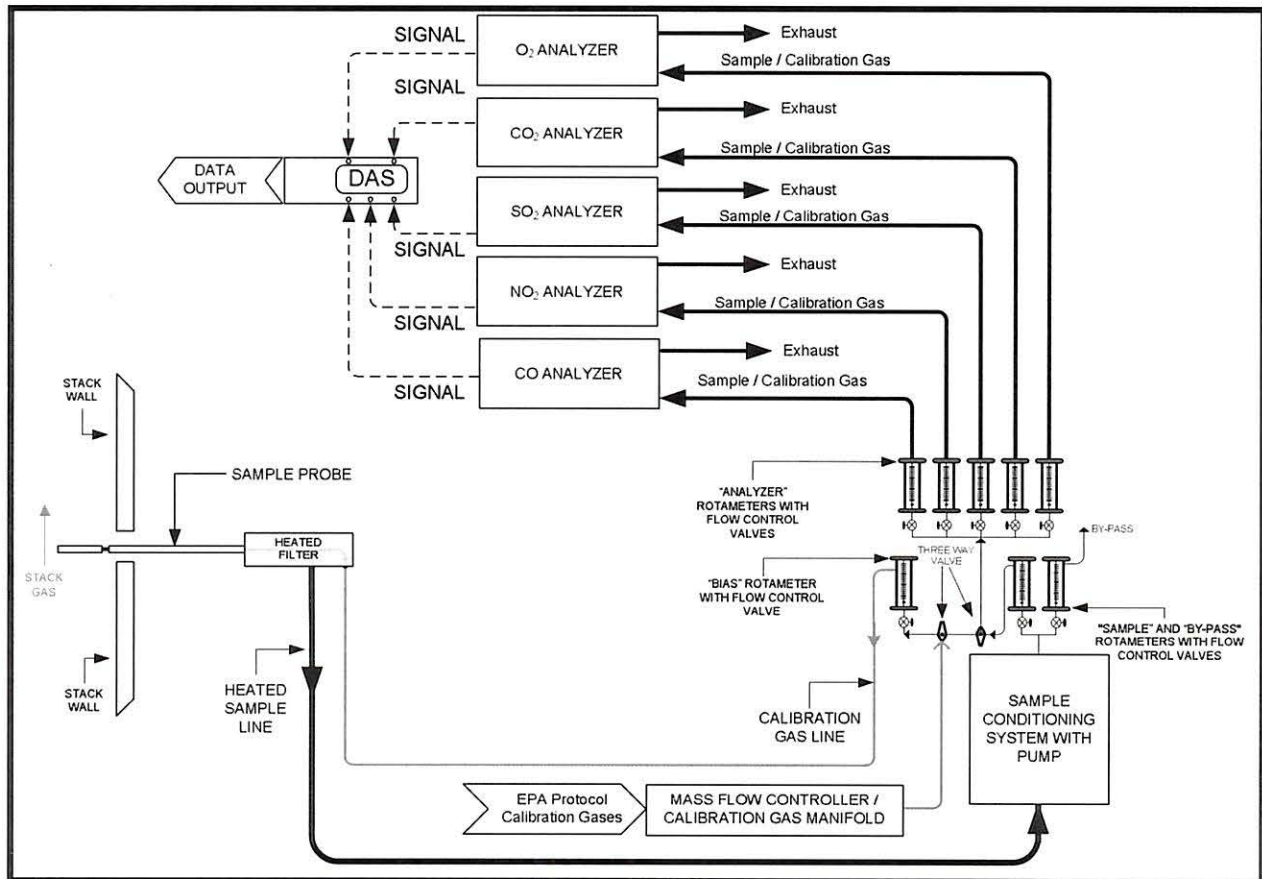 SIGNAL
O₂ ANALYZER
Exhaust
Sample / Calibration Gas
SIGNAL
CO₂ ANALYZER
Exhaust
Sample / Calibration Gas
DATA
OUTPUT
DAS
SO₂ ANALYZER
Exhaust
Sample / Calibration Gas
SIGNAL
NO₂ ANALYZER
Exhaust
Sample / Calibration Gas
SIGNAL
CO ANALYZER
Exhaust
Sample / Calibration Gas
SIGNAL
STACK
WALL
SAMPLE PROBE
HEATED
FILTER
STACK
GAS
STACK
WALL
HEATED
SAMPLE
LINE
"ANALYZER"
ROTAMETERS WITH
FLOW CONTROL
VALVES
THREE WAY
VALVE
BY-PASS
"BIAS" ROTAMETER
WITH FLOW CONTROL
VALVE
"SAMPLE" AND "BY-PASS"
ROTAMETERS WITH FLOW
CONTROL VALVES
CALIBRATION
GAS LINE
SAMPLE
CONDITIONING
SYSTEM WITH
PUMP
EPA Protocol
Calibration Gases
MASS FLOW CONTROLLER /
CALIBRATION GAS MANIFOLD